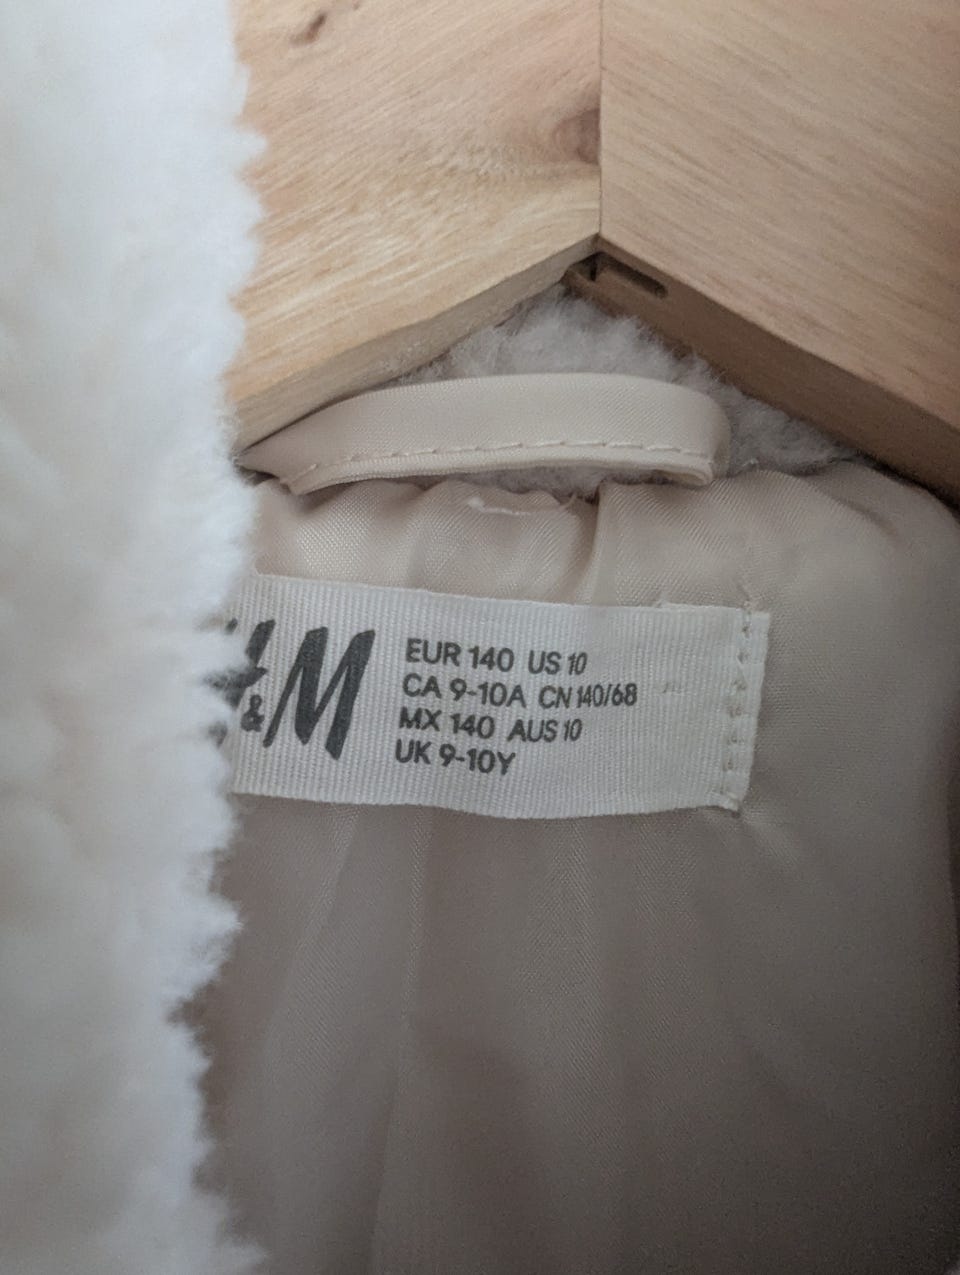 H&M
EUR 140 US 10
CA 9-10A CN 140/68
MX 140 AUS 10
UK 9-10Y